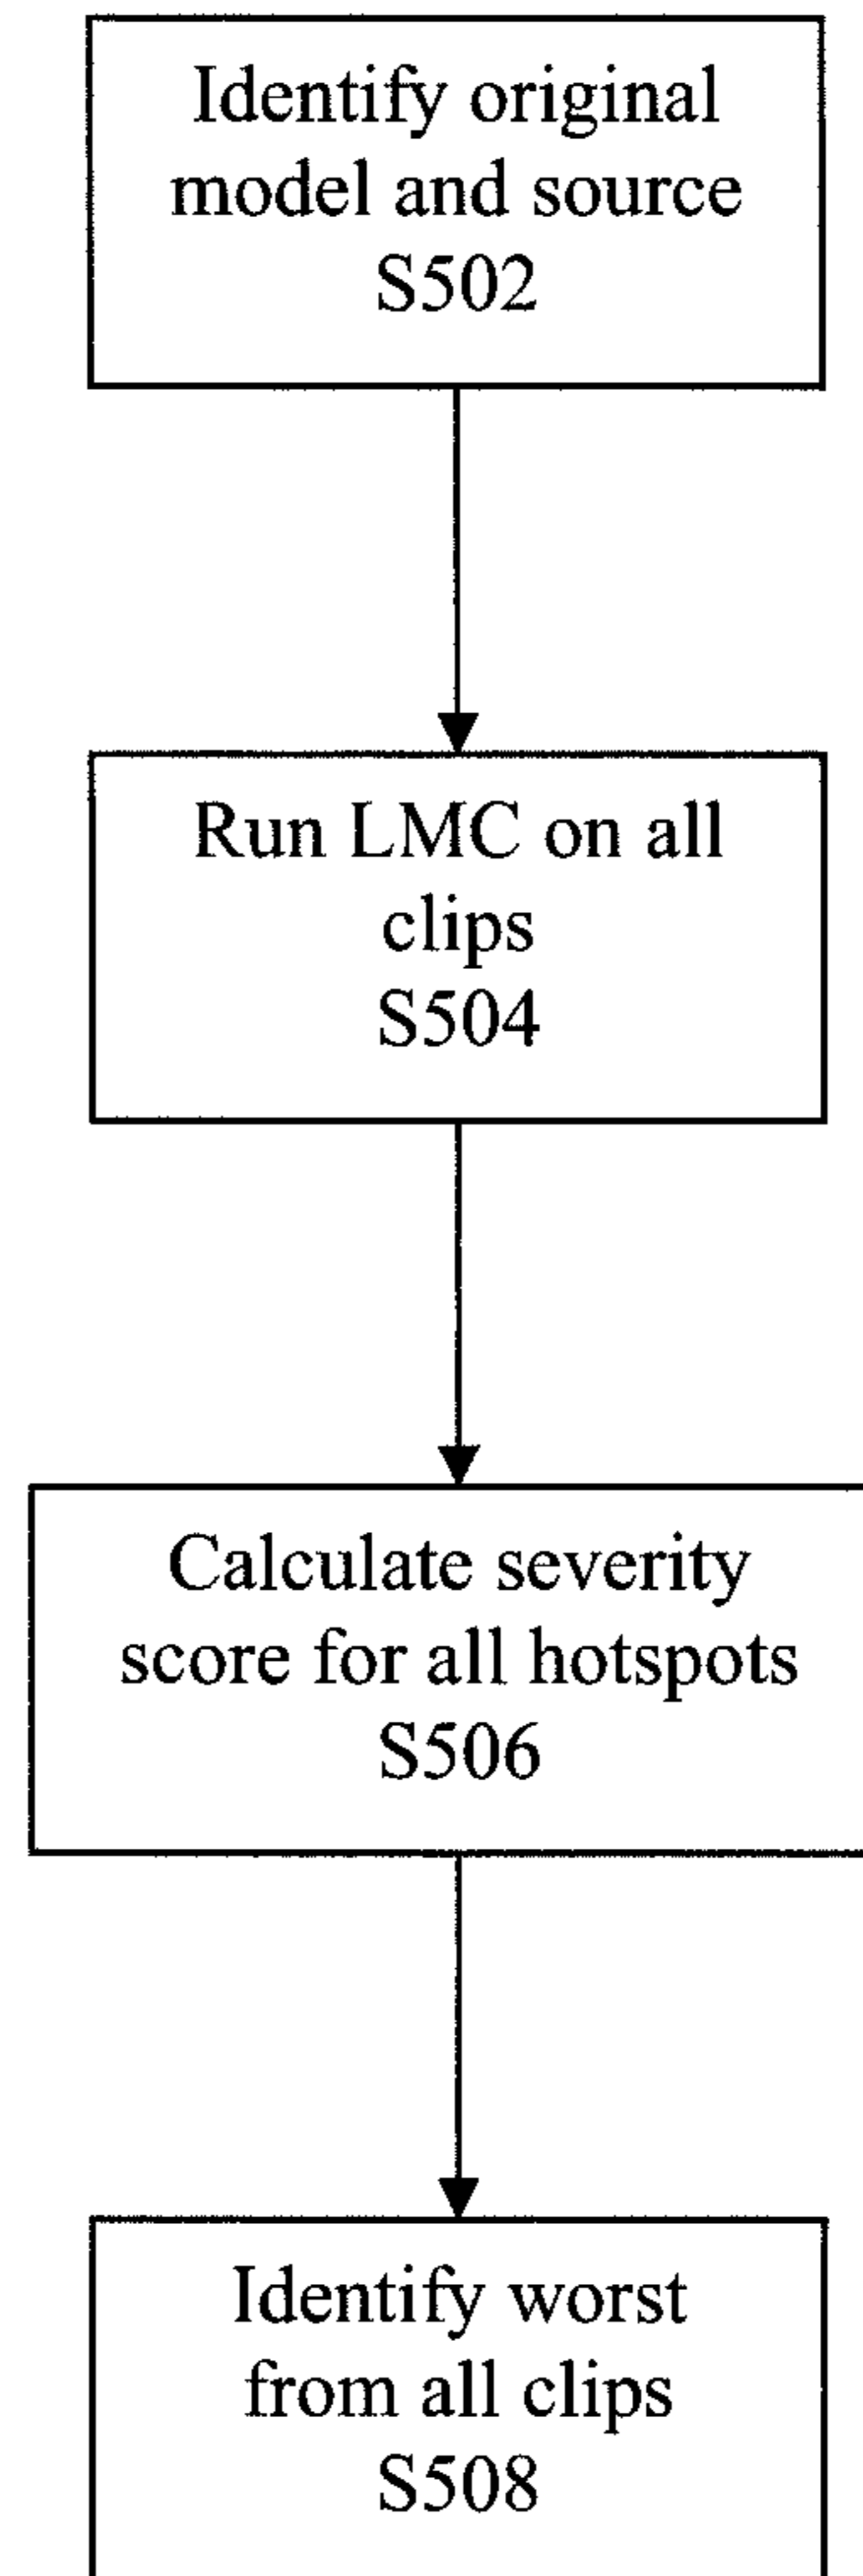 Identify original
model and source
S502
Run LMC on all
clips
S504
Calculate severity
score for all hotspots
S506
Identify worst
from all clips
S508